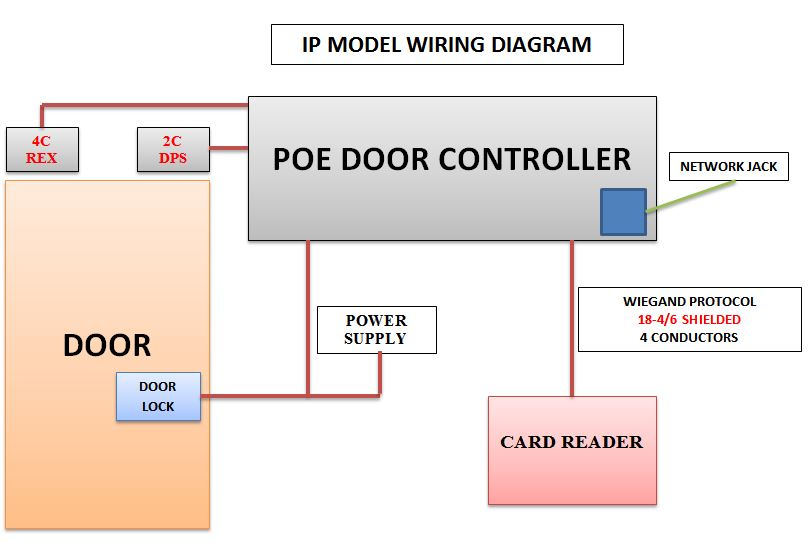 IP MODEL WIRING DIAGRAM
4C
REX
2C
DPS
POE DOOR CONTROLLER
NETWORK JACK
WIEGAND PROTOCOL
18-4/6 SHIELDED
4 CONDUCTORS
POWER
SUPPLY
DOOR
DOOR
LOCK
CARD READER